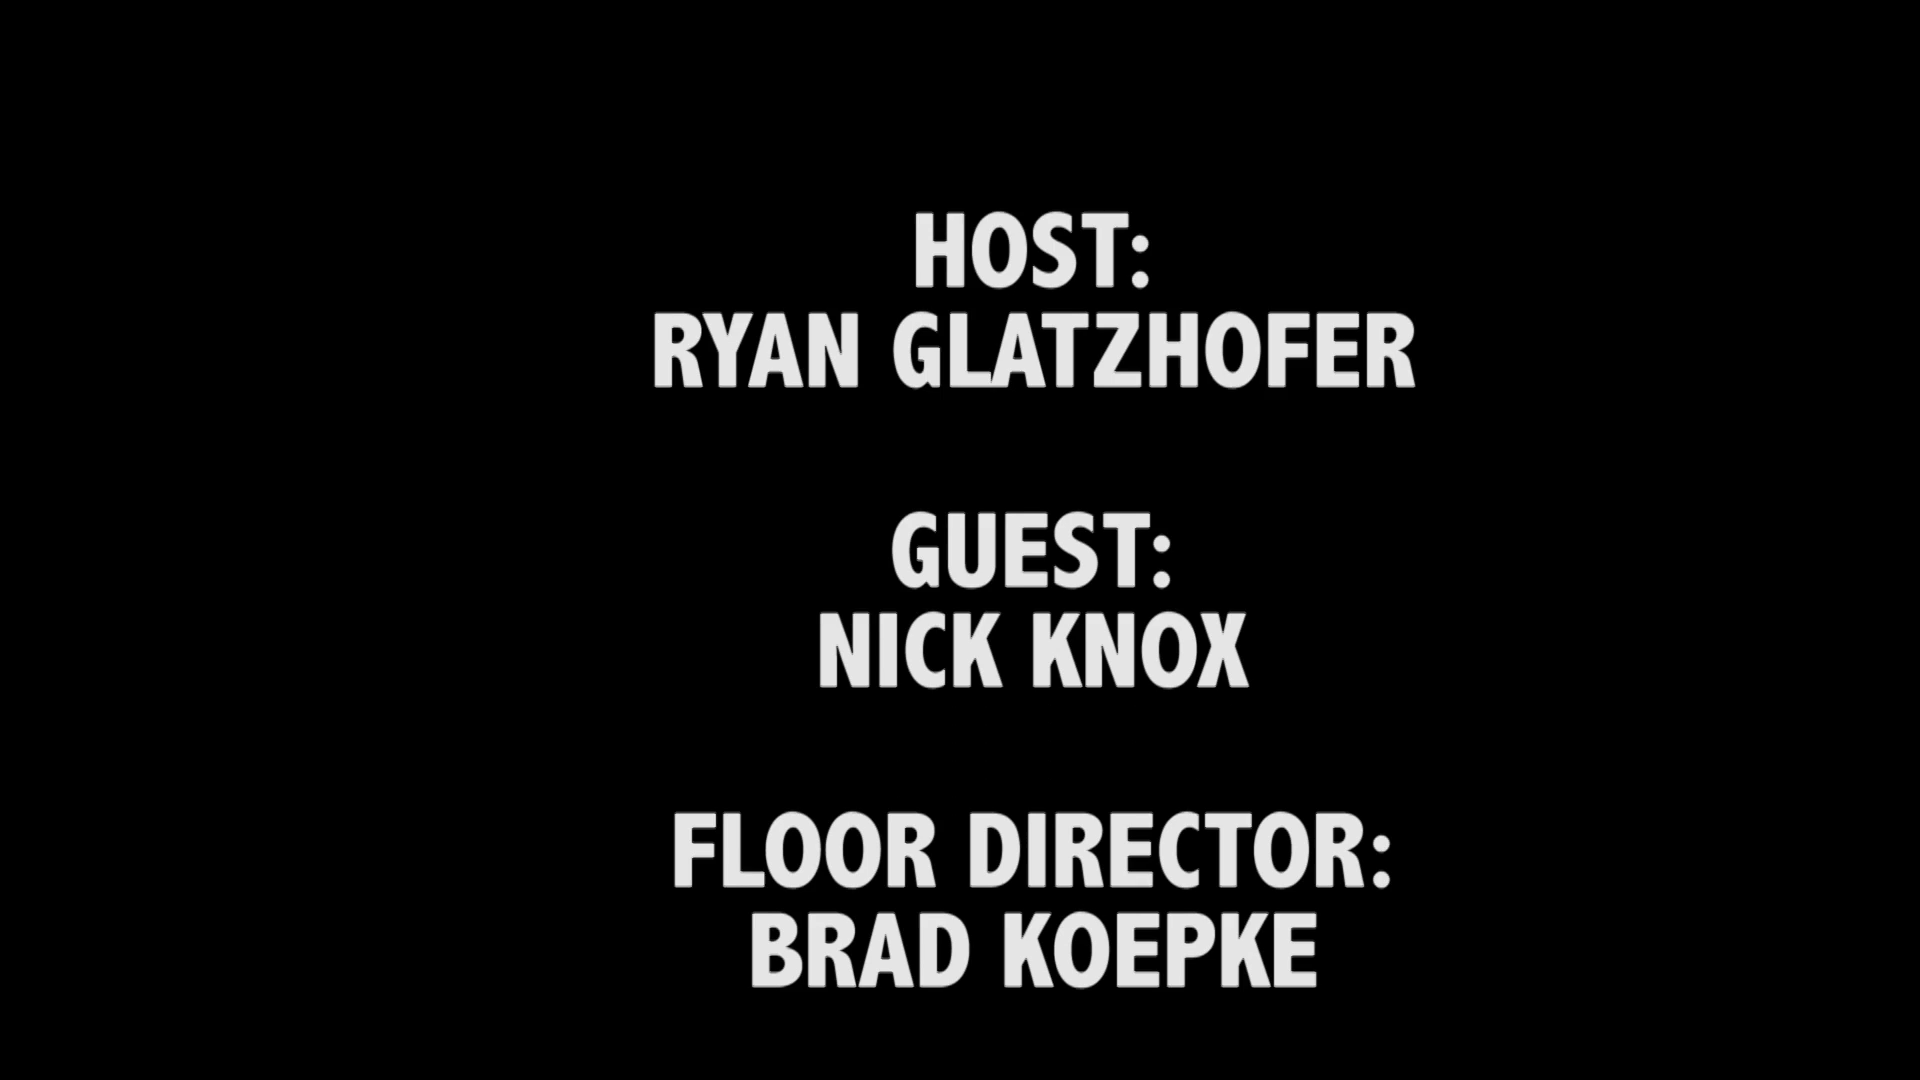 HOST:
RYAN GLATZHOFER
GUEST:
NICK KNOX
FLOOR DIRECTOR:
BRAD KOEPKE